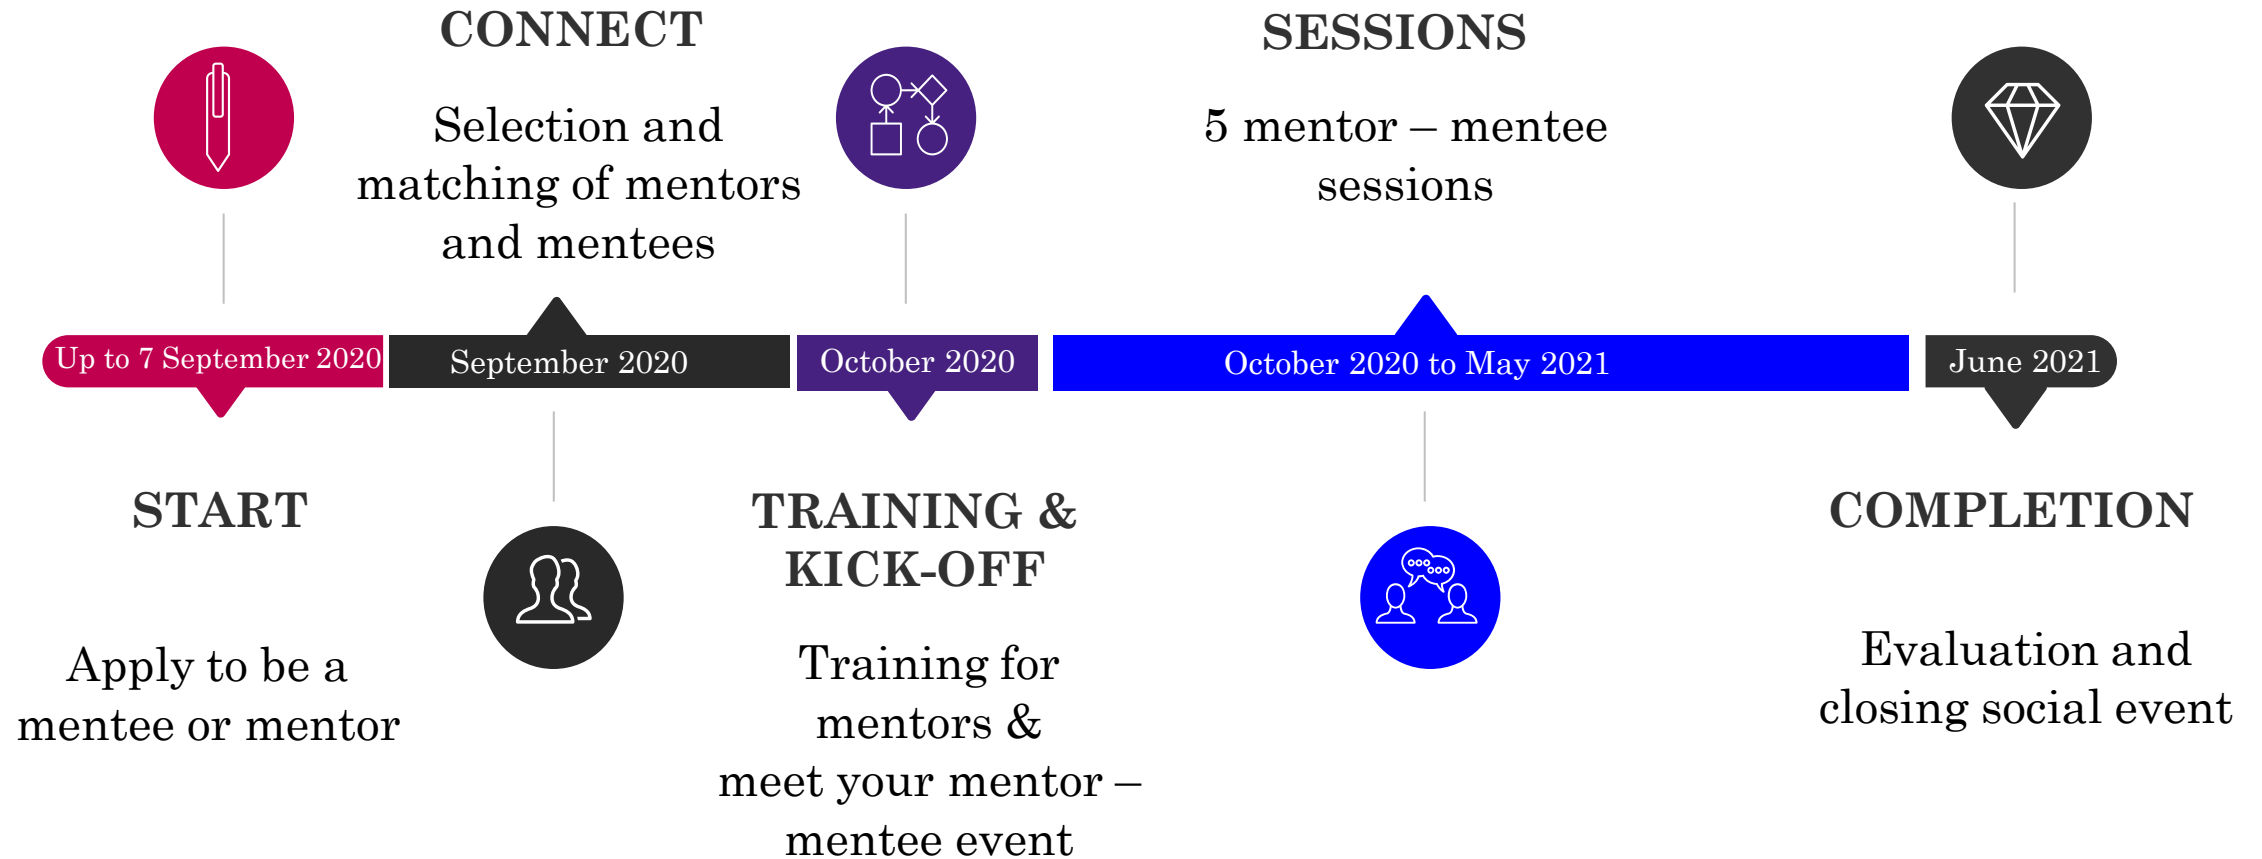 CONNECT
Selection and
matching of mentors
and mentees
SESSIONS
5 mentor – mentee
sessions
Up to 7 September 2020
September 2020
October 2020
October 2020 to May 2021
June 2021
START
Apply to be a
mentee or mentor
TRAINING &
KICK-OFF
Training for
mentors &
meet your mentor –
mentee event
COMPLETION
Evaluation and
closing social event